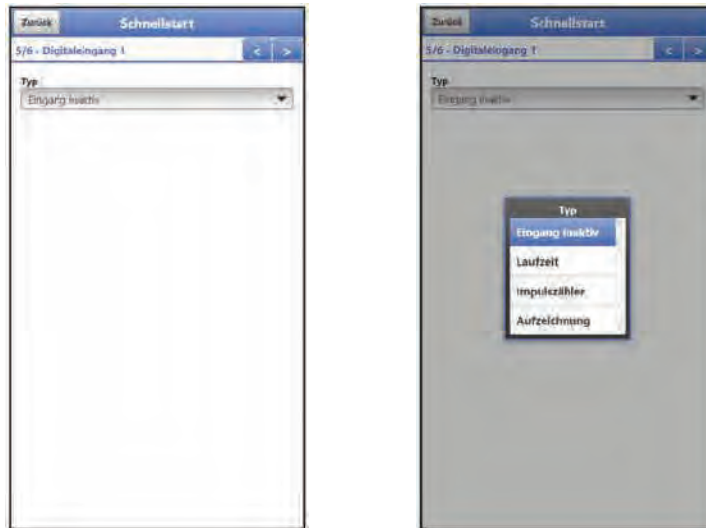 Zurück Schnellstart
5/6 - Digitaleingang 1 < >
Typ
Eingang inaktiv
Zurück Schnellstart
5/6 - Digitaleingang 1 < >
Typ
Eingang inaktiv
Typ
Eingang inaktiv
Laufzeit
Impulszähler
Aufzeichnung